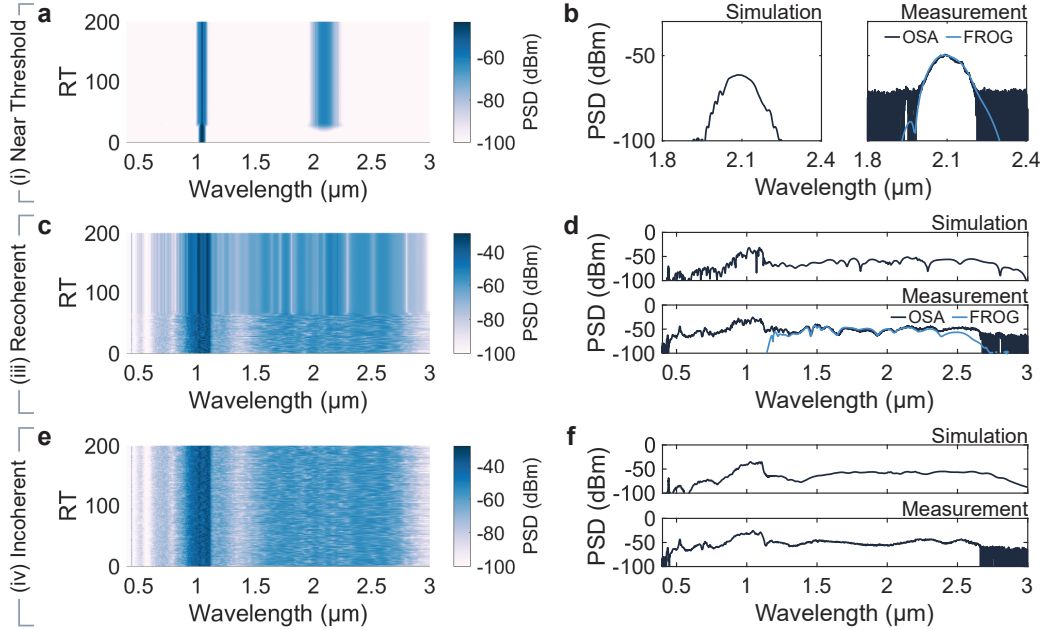 (i) Near Threshold
a
200
100
0
RT
0.5 1 1.5 2 2.5 3
Wavelength (μm)
-60
-80
-100
PSD (dBm)
b
Simulation
Measurement
OSA FROG
-50
-100
PSD (dBm)
1.8 2.1 2.4
1.8 2.1 2.4
Wavelength (μm)
(iii) Recoherent
c
200
100
0
RT
0.5 1 1.5 2 2.5 3
Wavelength (μm)
-40
-60
-80
-100
PSD (dBm)
d
Simulation
0
-50
-100
Measurement
OSA FROG
0
-50
-100
PSD (dBm)
0.5 1 1.5 2 2.5 3
Wavelength (μm)
(iv) Incoherent
e
200
100
0
RT
0.5 1 1.5 2 2.5 3
Wavelength (μm)
-40
-60
-80
-100
PSD (dBm)
f
Simulation
0
-50
-100
Measurement
0
-50
-100
PSD (dBm)
0.5 1 1.5 2 2.5 3
Wavelength (μm)